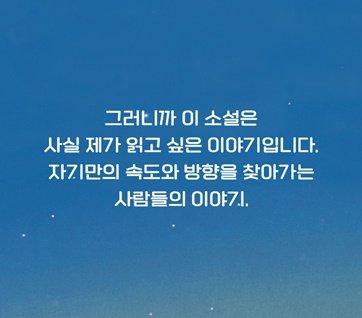 그러니까 이 소설은
사실 제가 읽고 싶은 이야기입니다.
자기만의 속도와 방향을 찾아가는
사람들의 이야기.